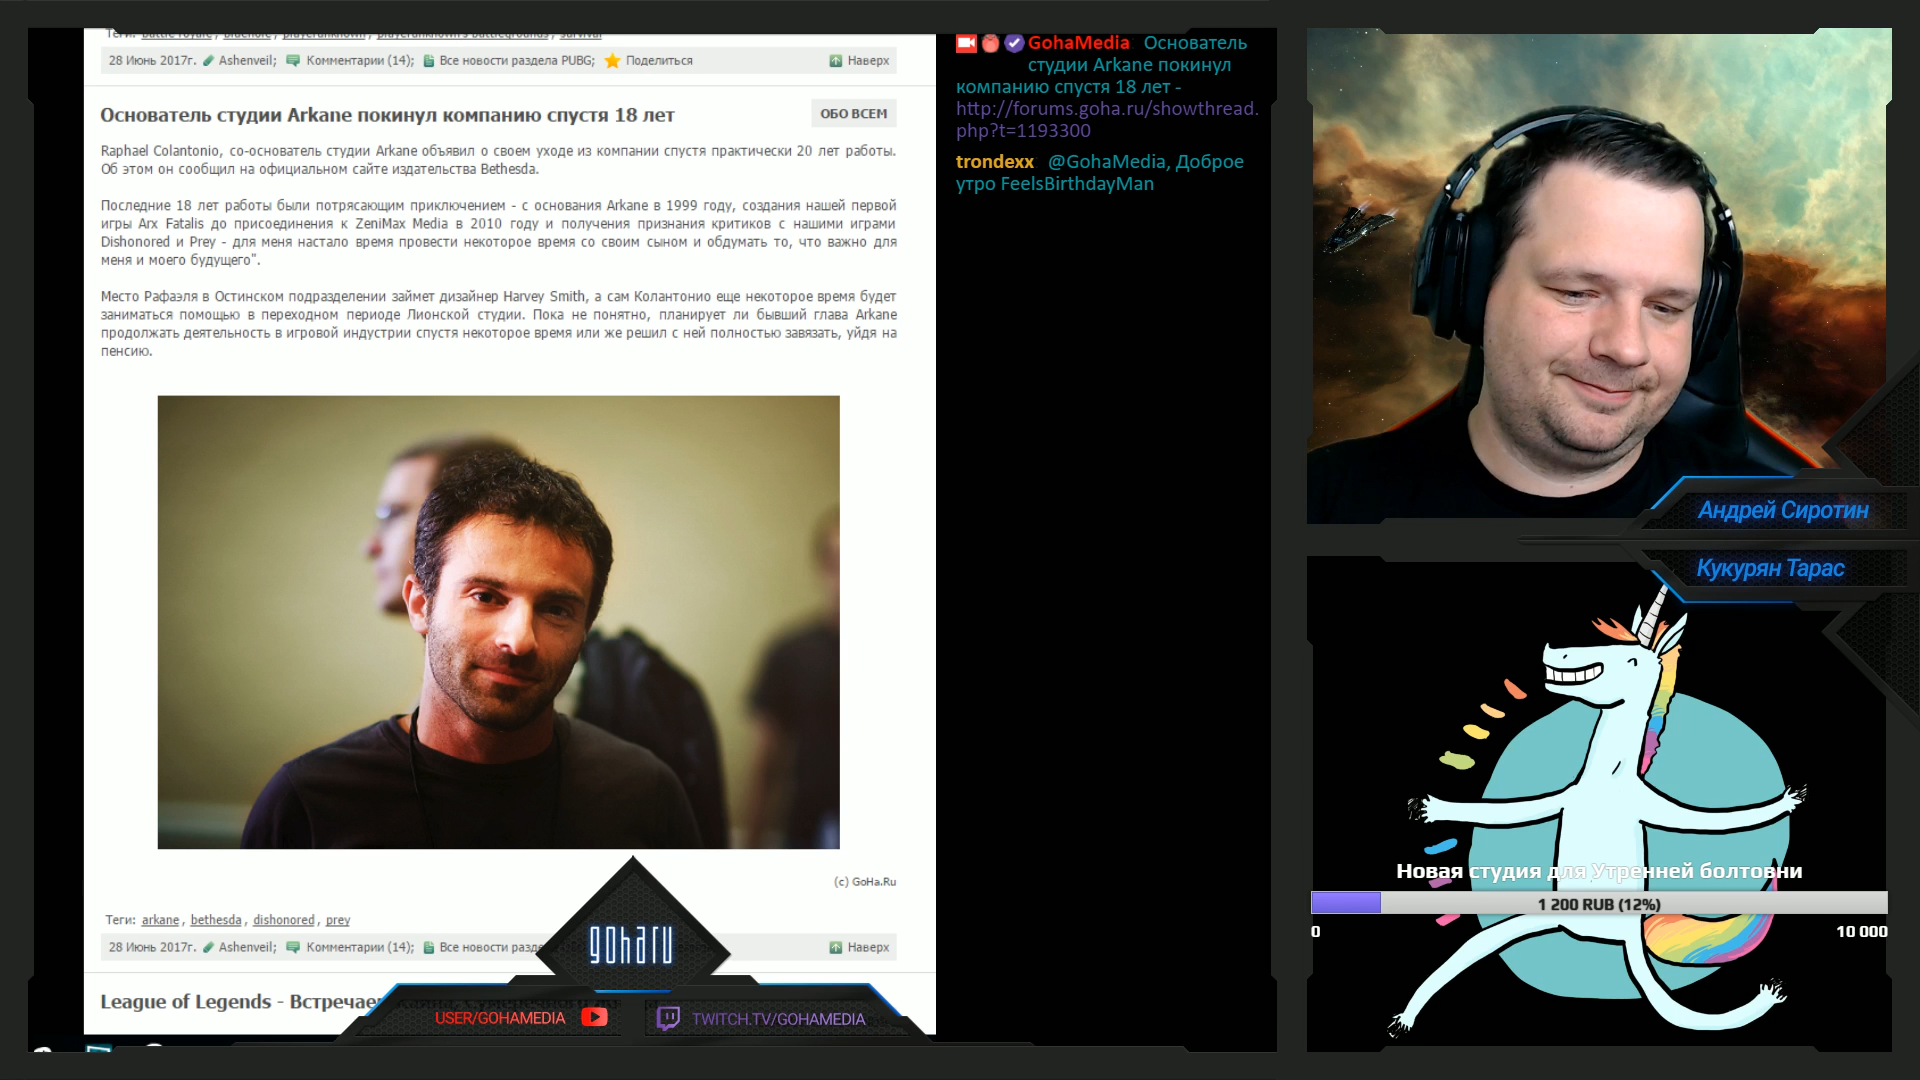 Теги: battle royale, bluehole, playerunknown, playerunknown's battlegrounds, survival
28 Июнь 2017г. Ashenveil; Комментарии (14); Все новости раздела PUBG; Поделиться Наверх
Основатель студии Arkane покинул компанию спустя 18 лет ОБО ВСЕМ
Raphael Colantonio, со-основатель студии Arkane объявил о своем уходе из компании спустя практически 20 лет работы.
Об этом он сообщил на официальном сайте издательства Bethesda.
Последние 18 лет работы были потрясающим приключением - с основания Arkane в 1999 году, создания нашей первой
игры Arx Fatalis до присоединения к ZeniMax Media в 2010 году и получения признания критиков с нашими играми
Dishonored и Prey - для меня настало время провести некоторое время со своим сыном и обдумать то, что важно для
меня и моего будущего".
Место Рафаэля в Остинском подразделении займет дизайнер Harvey Smith, а сам Колантонио еще некоторое время будет
заниматься помощью в переходном периоде Лионской студии. Пока не понятно, планирует ли бывший глава Arkane
продолжать деятельность в игровой индустрии спустя некоторое время или же решил с ней полностью завязать, уйдя на
пенсию.
(c) GoHa.Ru
Теги: arkane, bethesda, dishonored, prey
28 Июнь 2017г. Ashenveil; Комментарии (14); Все новости разде Наверх
League of Legends - Встречае
goharu
USER/GOHAMEDIA
TWITCH.TV/GOHAMEDIA
GohaMedia Основатель
студии Arkane покинул
компанию спустя 18 лет -
http://forums.goha.ru/showthread.
php?t=1193300
trondexx @GohaMedia, Доброе
утро FeelsBirthdayMan
Андрей Сиротин
Кукурян Тарас
Новая студия для Утренней болтовни
1 200 RUB (12%)
0 10 000